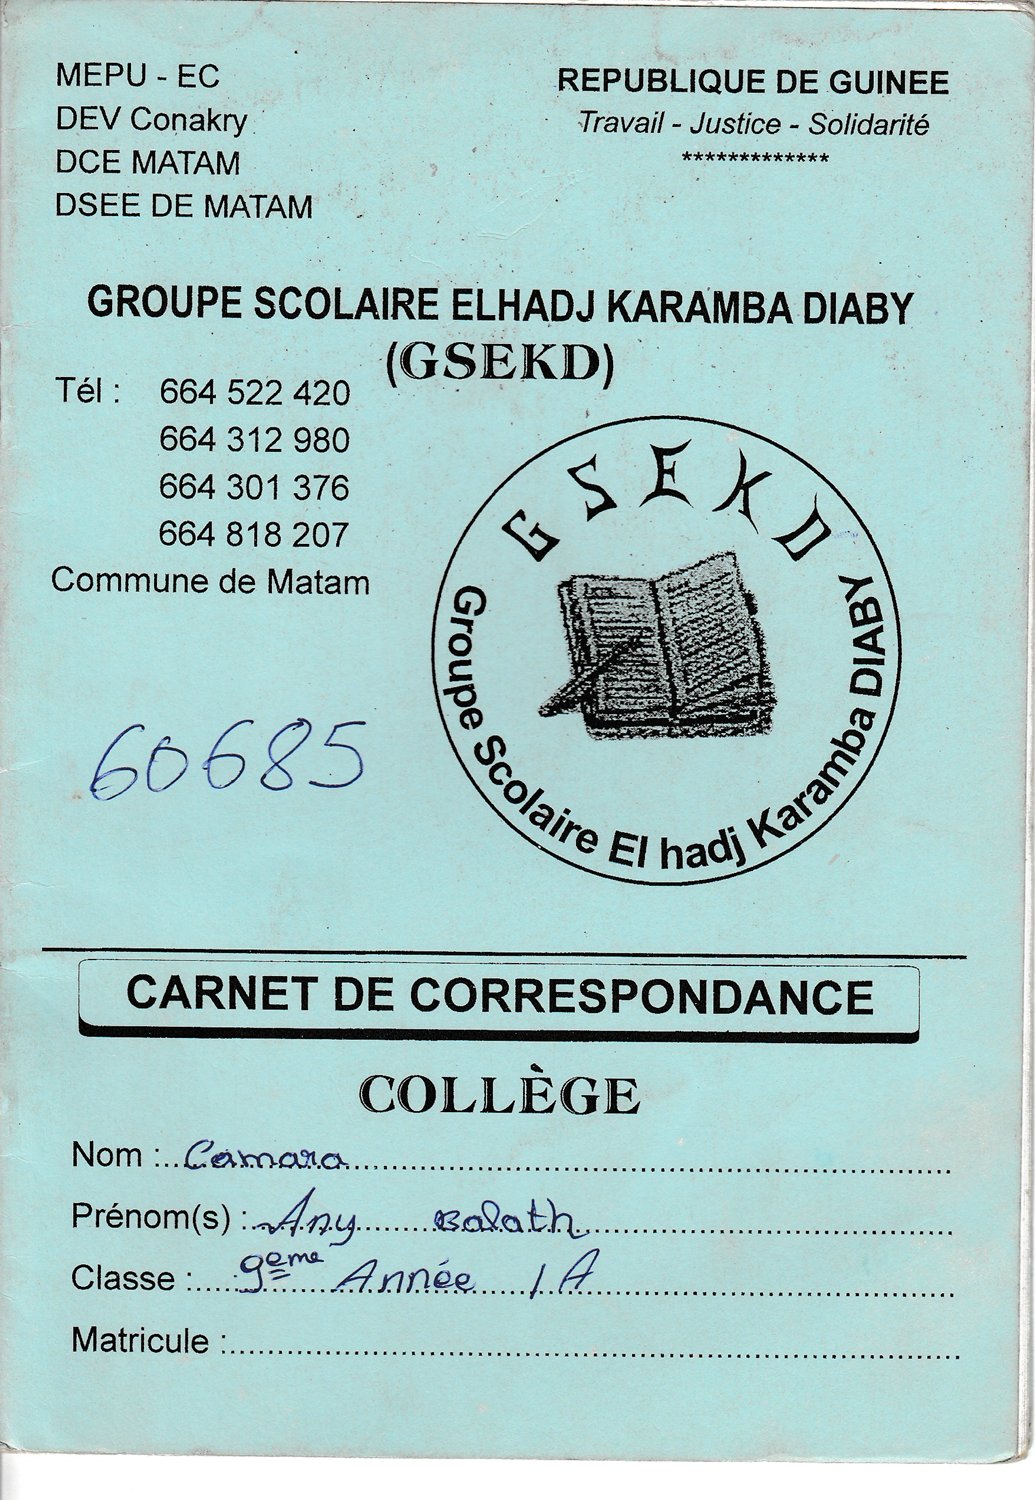 MEPU - EC
DEV Conakry
DCE MATAM
DSEE DE MATAM
REPUBLIQUE DE GUINEE
Travail - Justice - Solidarité
*************
GROUPE SCOLAIRE ELHADJ KARAMBA DIABY
(GSEKD)
Tél : 664 522 420
664 312 980
664 301 376
664 818 207
Commune de Matam
GSEKD
Groupe Scolaire El hadj Karamba DIABY
60685
CARNET DE CORRESPONDANCE
COLLÈGE
Nom : Camara
Prénom(s) : Any Balath
Classe : 9ème Année / A
Matricule :